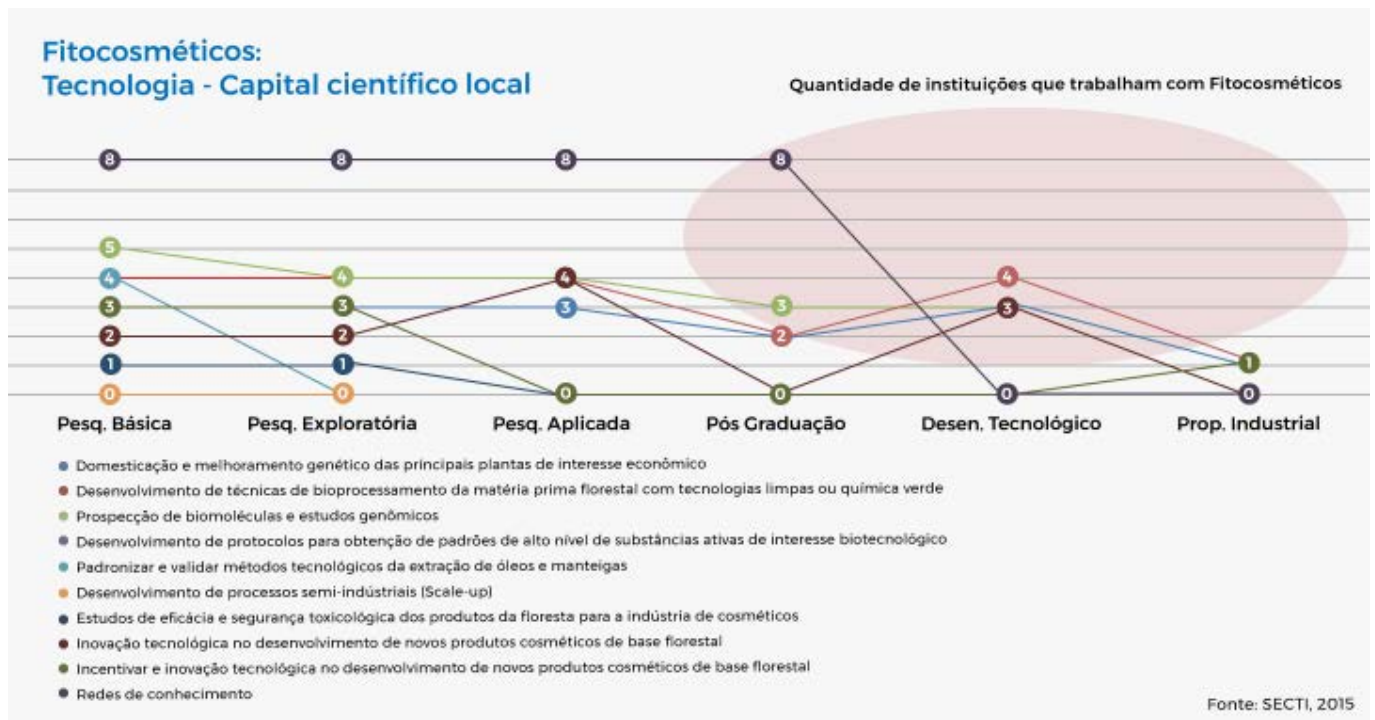 Fitocosméticos:
Tecnologia - Capital científico local
Quantidade de instituições que trabalham com Fitocosméticos
8 8 8 8
5 4 4 3 4
4 3 3 2 3
3 2 0 0 0
2 1 1
1 0 0
0
Pesq. Básica Pesq. Exploratória Pesq. Aplicada Pós Graduação Desen. Tecnológico Prop. Industrial
Domesticação e melhoramento genético das principais plantas de interesse econômico
Desenvolvimento de técnicas de bioprocessamento da matéria prima florestal com tecnologias limpas ou química verde
Prospecção de biomoléculas e estudos genômicos
Desenvolvimento de protocolos para obtenção de padrões de alto nível de substâncias ativas de interesse biotecnológico
Padronizar e validar métodos tecnológicos da extração de óleos e manteigas
Desenvolvimento de processos semi-indústriais (Scale-up)
Estudos de eficácia e segurança toxicológica dos produtos da floresta para a indústria de cosméticos
Inovação tecnológica no desenvolvimento de novos produtos cosméticos de base florestal
Incentivar e inovação tecnológica no desenvolvimento de novos produtos cosméticos de base florestal
Redes de conhecimento
Fonte: SECTI, 2015